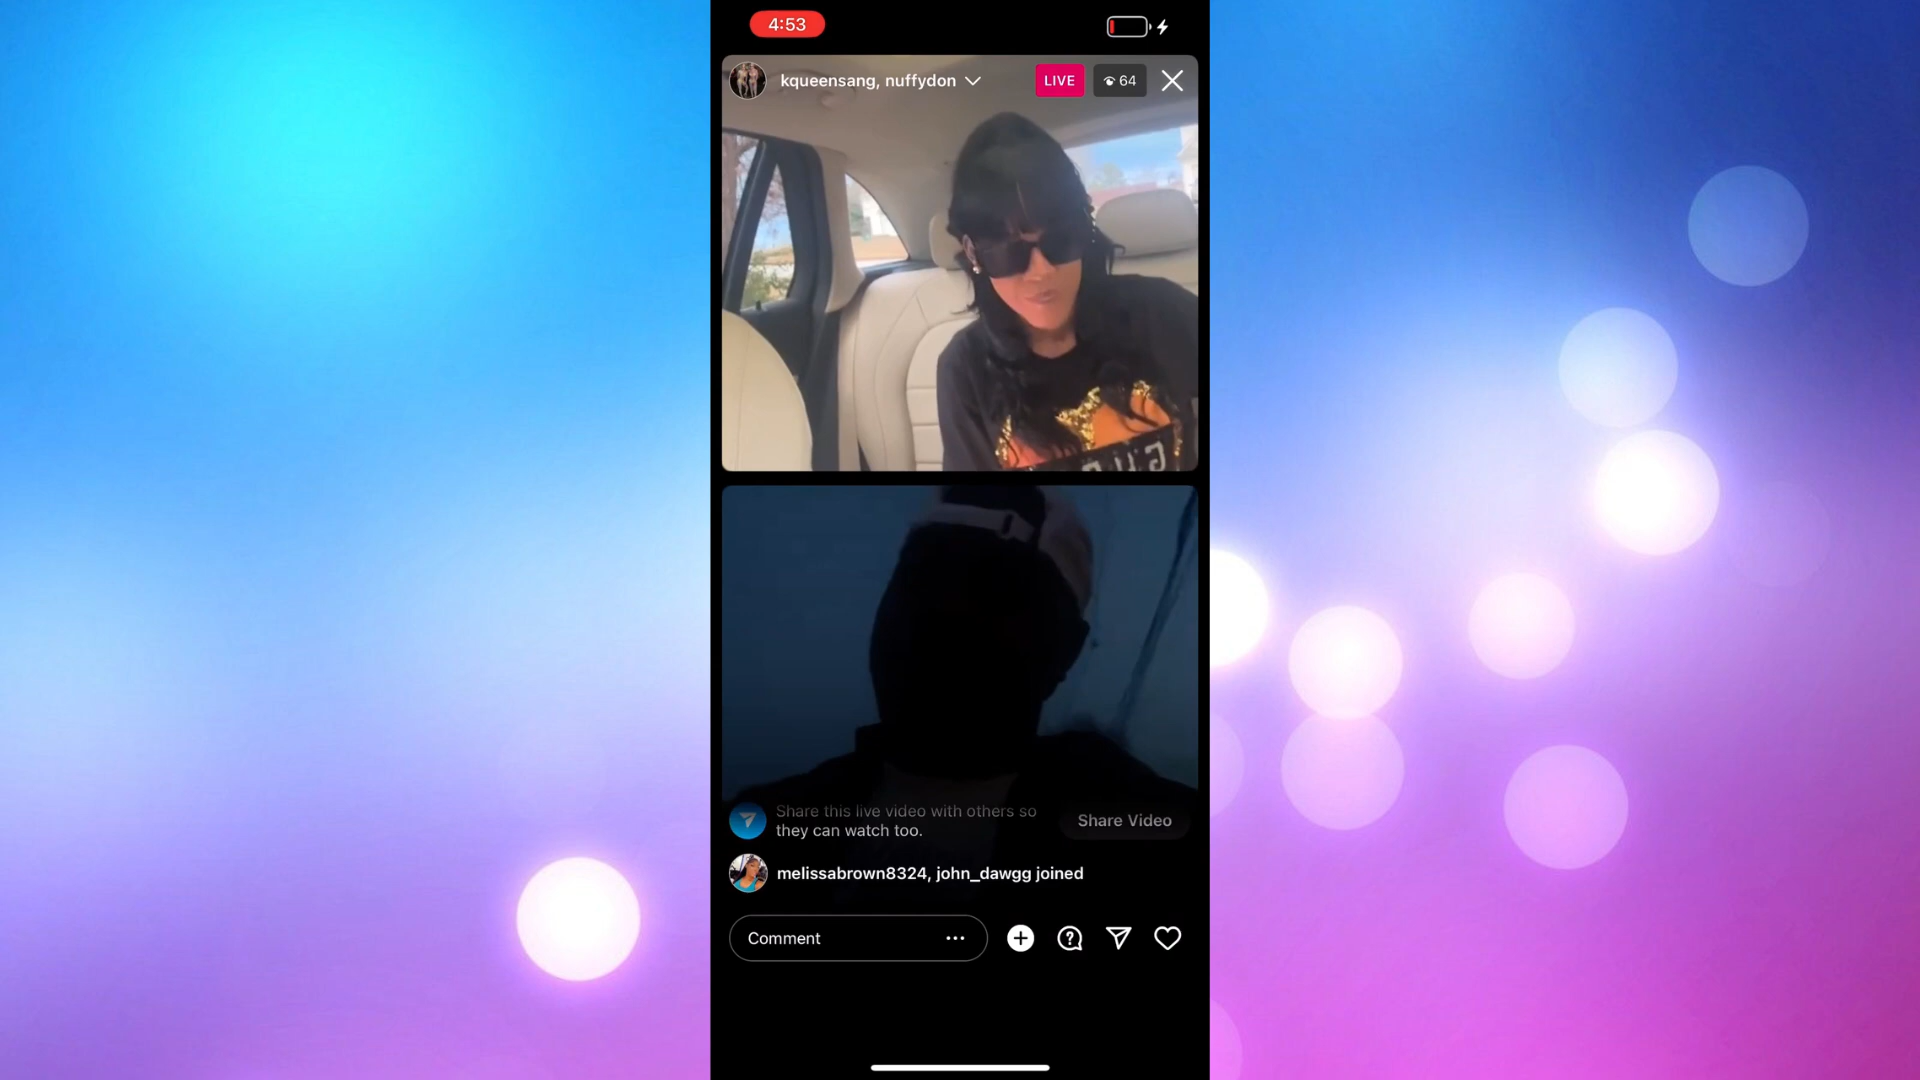 4:53
kqueensang, nuffydon
LIVE
64
Share this live video with others so
they can watch too.
Share Video
melissabrown8324, john_dawgg joined
Comment